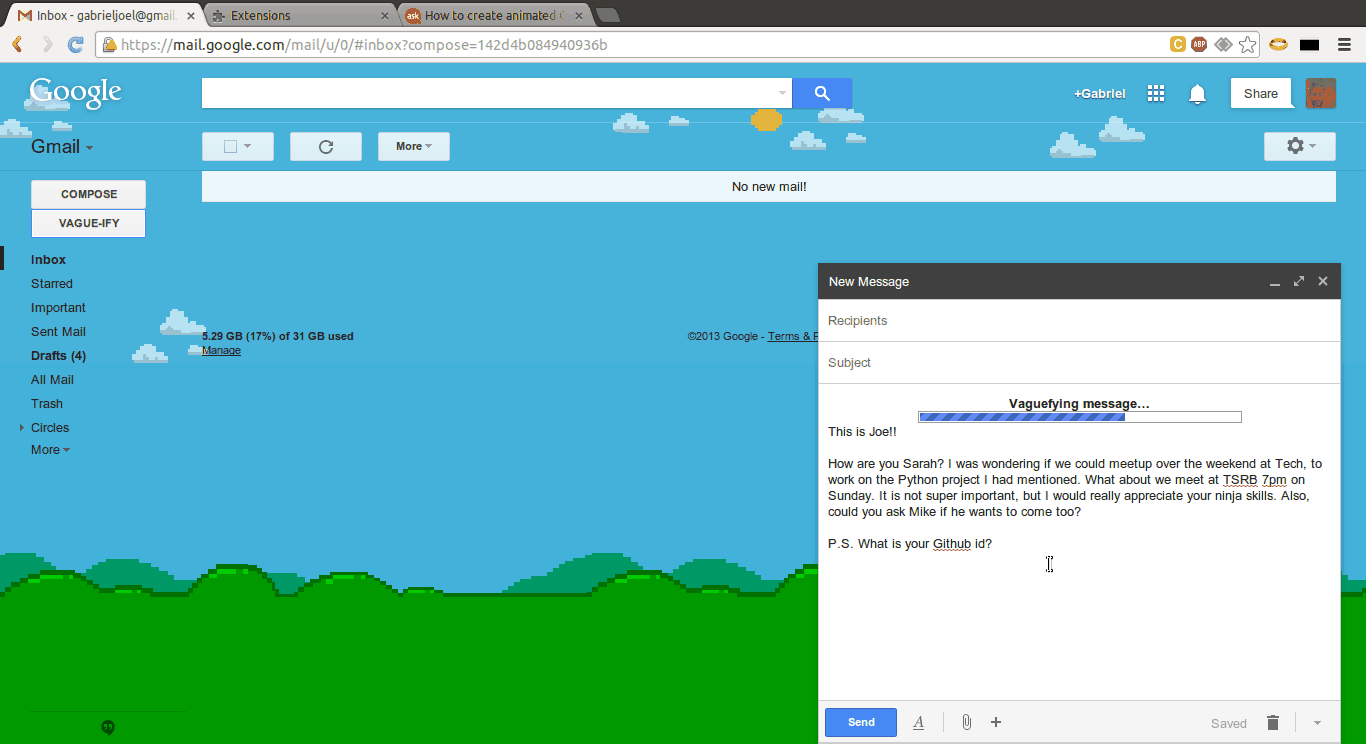 Inbox - gabrieljoel@gmail.
Extensions
How to create animated G
https://mail.google.com/mail/u/0/#inbox?compose=142d4b084940936b
Google
+Gabriel
Share
Gmail
More
COMPOSE
No new mail!
VAGUE-IFY
Inbox
Starred
Important
Sent Mail
Drafts (4)
All Mail
Trash
Circles
More
5.29 GB (17%) of 31 GB used
Manage
©2013 Google - Terms & P
New Message
Recipients
Subject
Vaguefying message...
This is Joe!!
How are you Sarah? I was wondering if we could meetup over the weekend at Tech, to
work on the Python project I had mentioned. What about we meet at TSRB 7pm on
Sunday. It is not super important, but I would really appreciate your ninja skills. Also,
could you ask Mike if he wants to come too?
P.S. What is your Github id?
Send
Saved